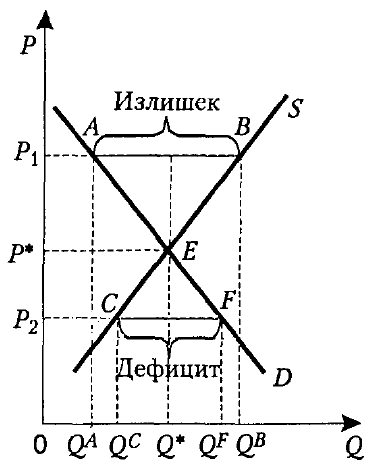 P
Излишек
A B S
P₁
P* E
C F
P₂
Дефицит
D
0 Qᴬ Qᶜ Q* Qᶠ Qᴮ Q